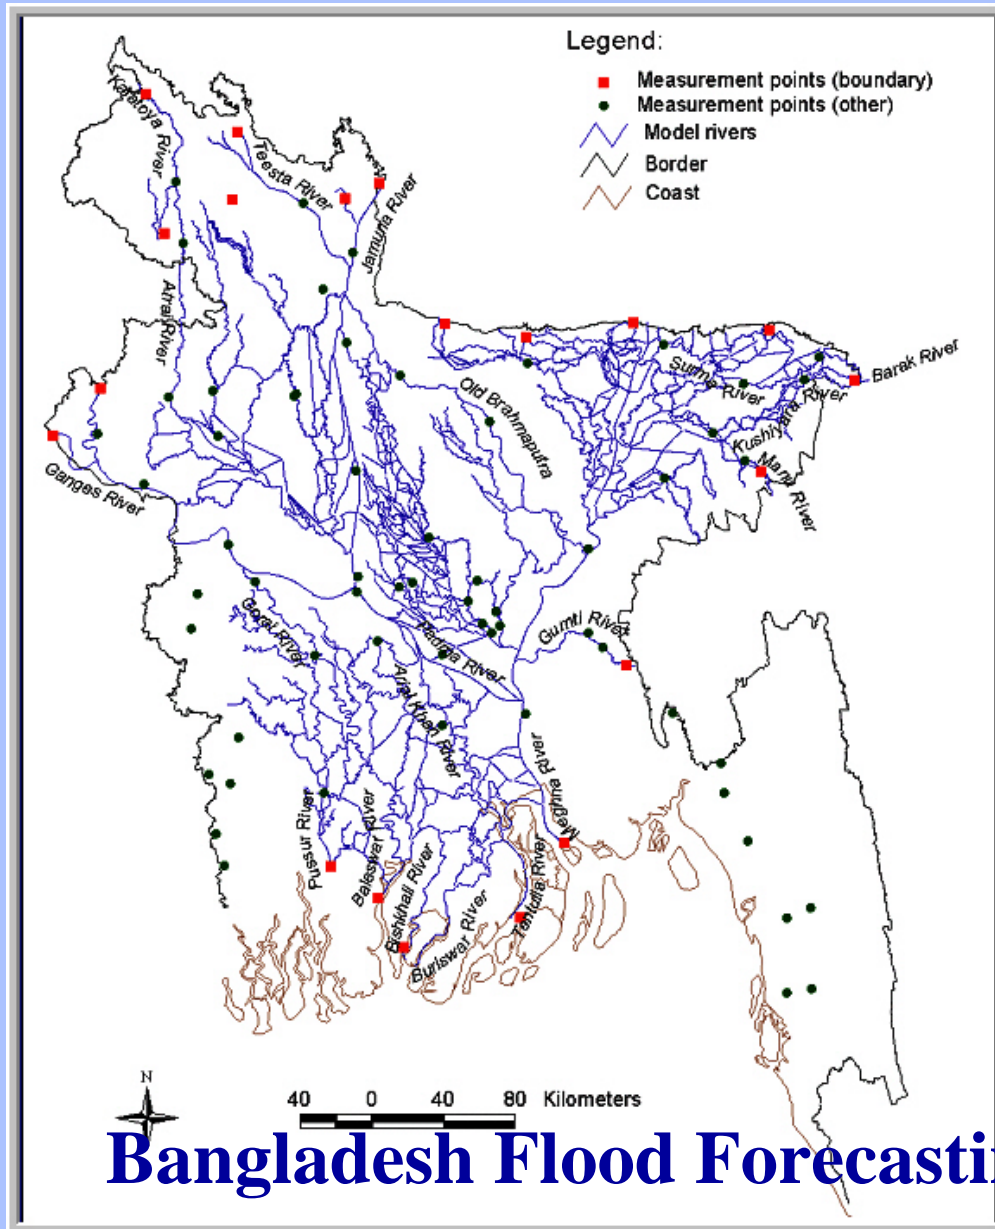 Legend:
Measurement points (boundary)
Measurement points (other)
Model rivers
Border
Coast
Karatoya River
Teesta River
Jamuna River
Atrai River
Old Brahmaputra
Surma River
Barak River
Kushiyara River
Manu River
Ganges River
Gorai River
Padma River
Gumti River
Arial Khan River
Meghna River
Pussur River
Baleswar River
Bishkhali River
Buriswar River
River
N
40 0 40 80 Kilometers
Bangladesh Flood Forecasti